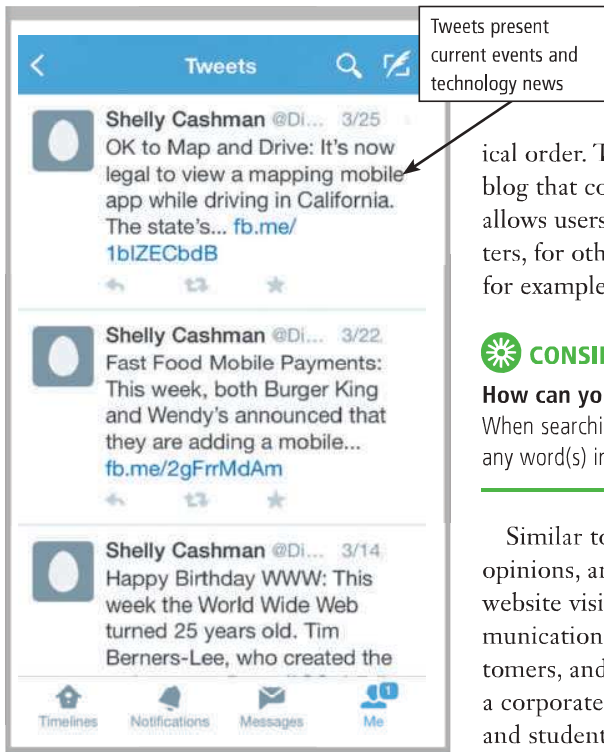 Tweets present
current events and
technology news
Tweets
Shelly Cashman @Di... 3/25
OK to Map and Drive: It's now
legal to view a mapping mobile
app while driving in California.
The state's... fb.me/
1blZECbdB
Shelly Cashman @Di... 3/22
Fast Food Mobile Payments:
This week, both Burger King
and Wendy's announced that
they are adding a mobile...
fb.me/2gFrrMdAm
Shelly Cashman @Di... 3/14
Happy Birthday WWW: This
week the World Wide Web
turned 25 years old. Tim
Berners-Lee, who created the
Timelines Notifications Messages Me 1
ical order. T
blog that co
allows users
ters, for oth
for example
CONSI
How can yo
When searchi
any word(s) i
Similar to
opinions, an
website visi
munication
tomers, and
a corporate
and student